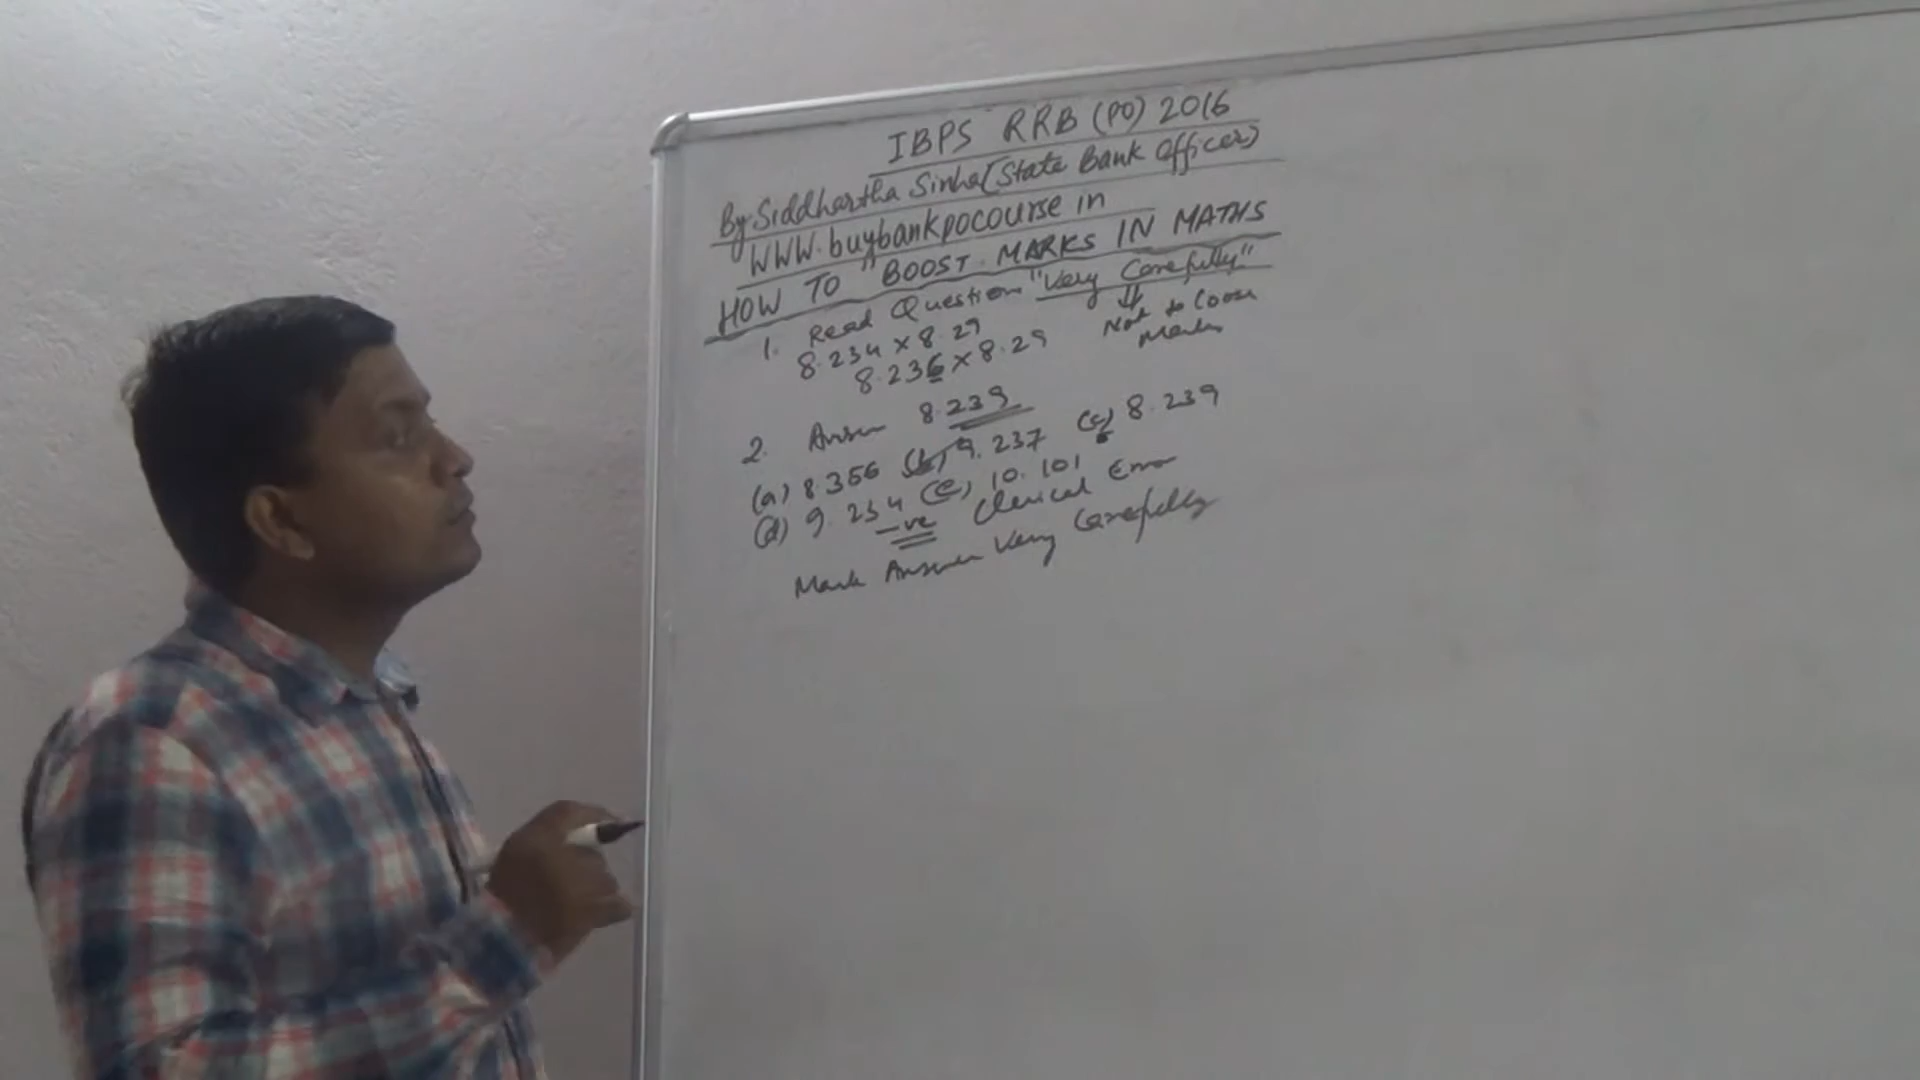 IBPS RRB (PO) 2016
By Siddhartha Sinha [State Bank Officer)
WWW.buybankpocourse in
HOW TO "BOOST MARKS IN MATHS
1. Read Question "Very Carefully"
8.234 x 8.29
8.236 x 8.29
Not to Loose
Marks
2. Answer 8.239
(a) 8.356 (b) 9.237 (c) 8.239
(d) 9.234 (e) 10.101
-ve Clerical Error
Mark Answer Very Carefully